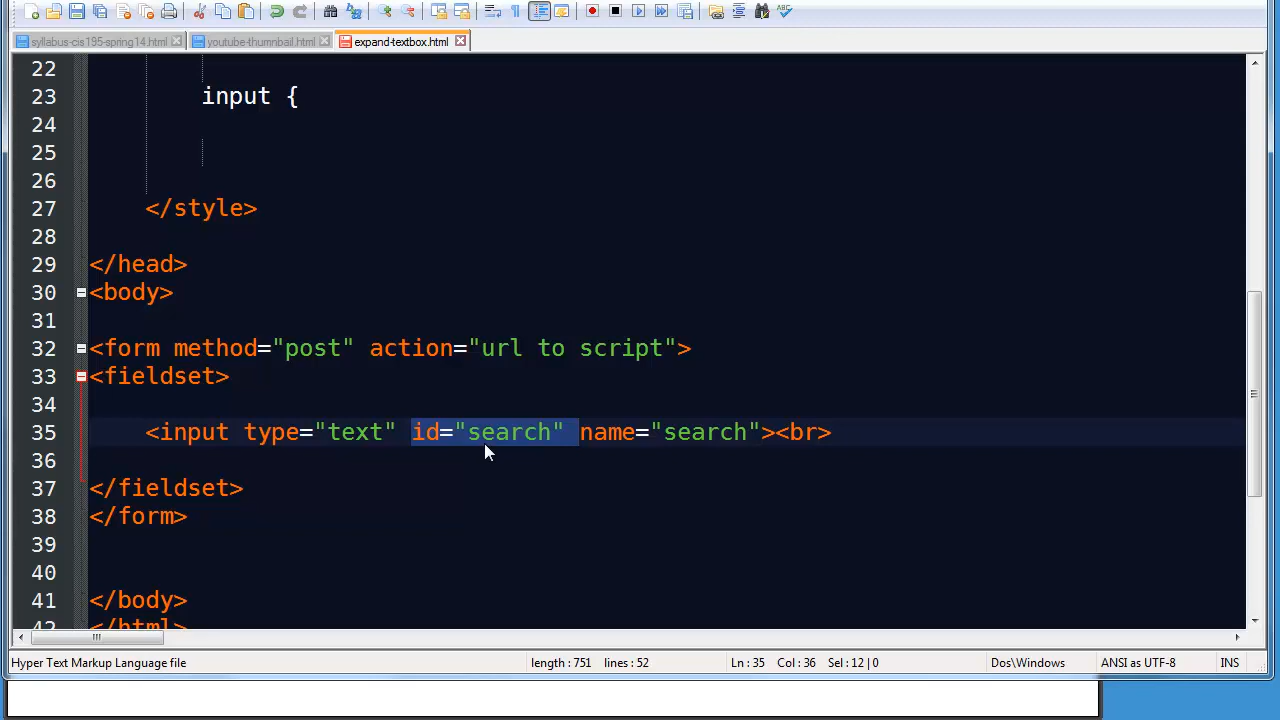 syllabus-cis195-spring14.html youtube-thumnbail.html expand-textbox.html
22
23 input {
24
25
26
27 </style>
28
29 </head>
30 <body>
31
32 <form method="post" action="url to script">
33 <fieldset>
34
35 <input type="text" id="search" name="search"><br>
36
37 </fieldset>
38 </form>
39
40
41 </body>
42 </html>
Hyper Text Markup Language file length : 751 lines : 52 Ln : 35 Col : 36 Sel : 12 | 0 Dos\Windows ANSI as UTF-8 INS